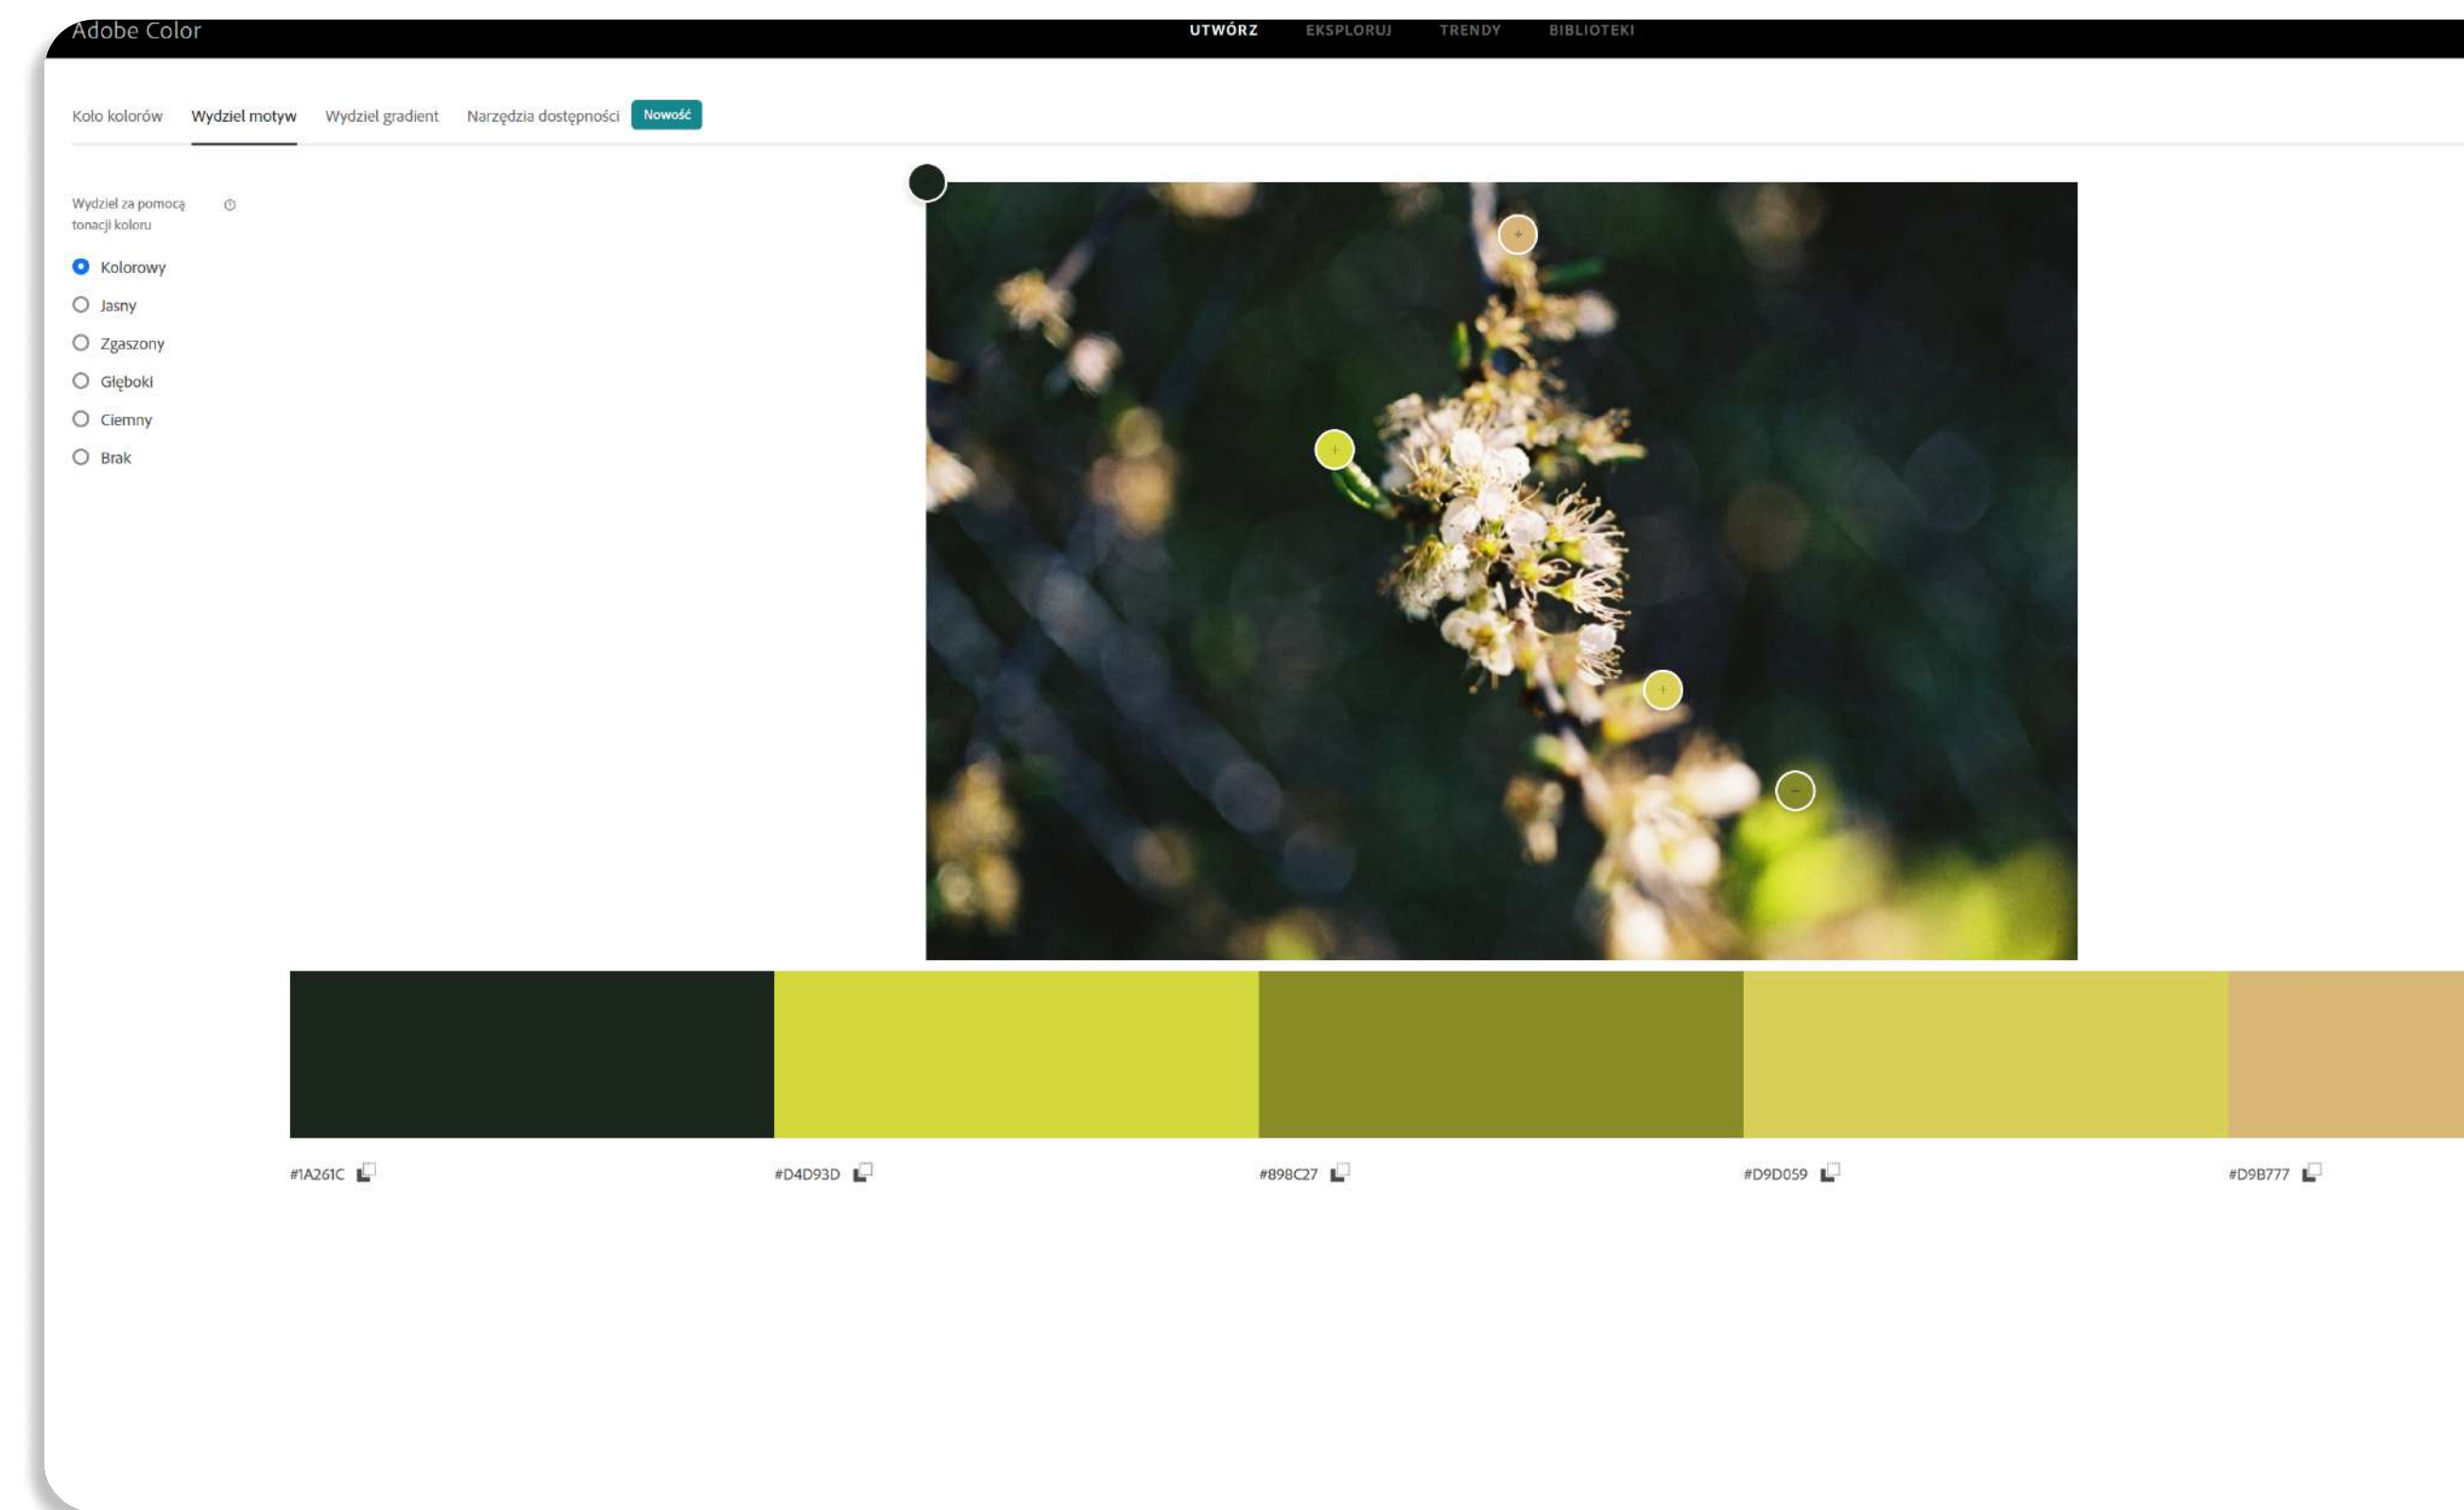 Adobe Color
UTWÓRZ EKSPLORUJ TRENDY BIBLIOTEKI
Koło kolorów Wydziel motyw Wydziel gradient Narzędzia dostępności Nowość
Wydziel za pomocą
tonacji koloru
Kolorowy
Jasny
Zgaszony
Głęboki
Ciemny
Brak
#1A261C #D4D93D #898C27 #D9D059 #D9B777